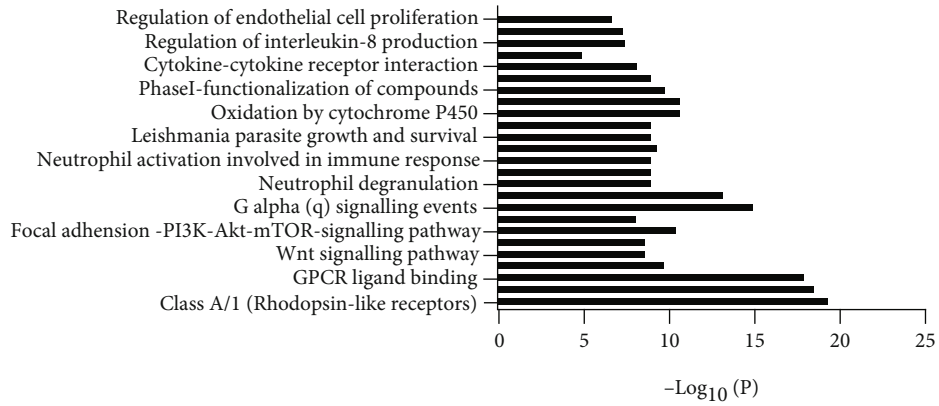 Regulation of endothelial cell proliferation
Regulation of interleukin-8 production
Cytokine-cytokine receptor interaction
PhaseI-functionalization of compounds
Oxidation by cytochrome P450
Leishmania parasite growth and survival
Neutrophil activation involved in immune response
Neutrophil degranulation
G alpha (q) signalling events
Focal adhension -PI3K-Akt-mTOR-signalling pathway
Wnt signalling pathway
GPCR ligand binding
Class A/1 (Rhodopsin-like receptors)
0 5 10 15 20 25
–Log10 (P)